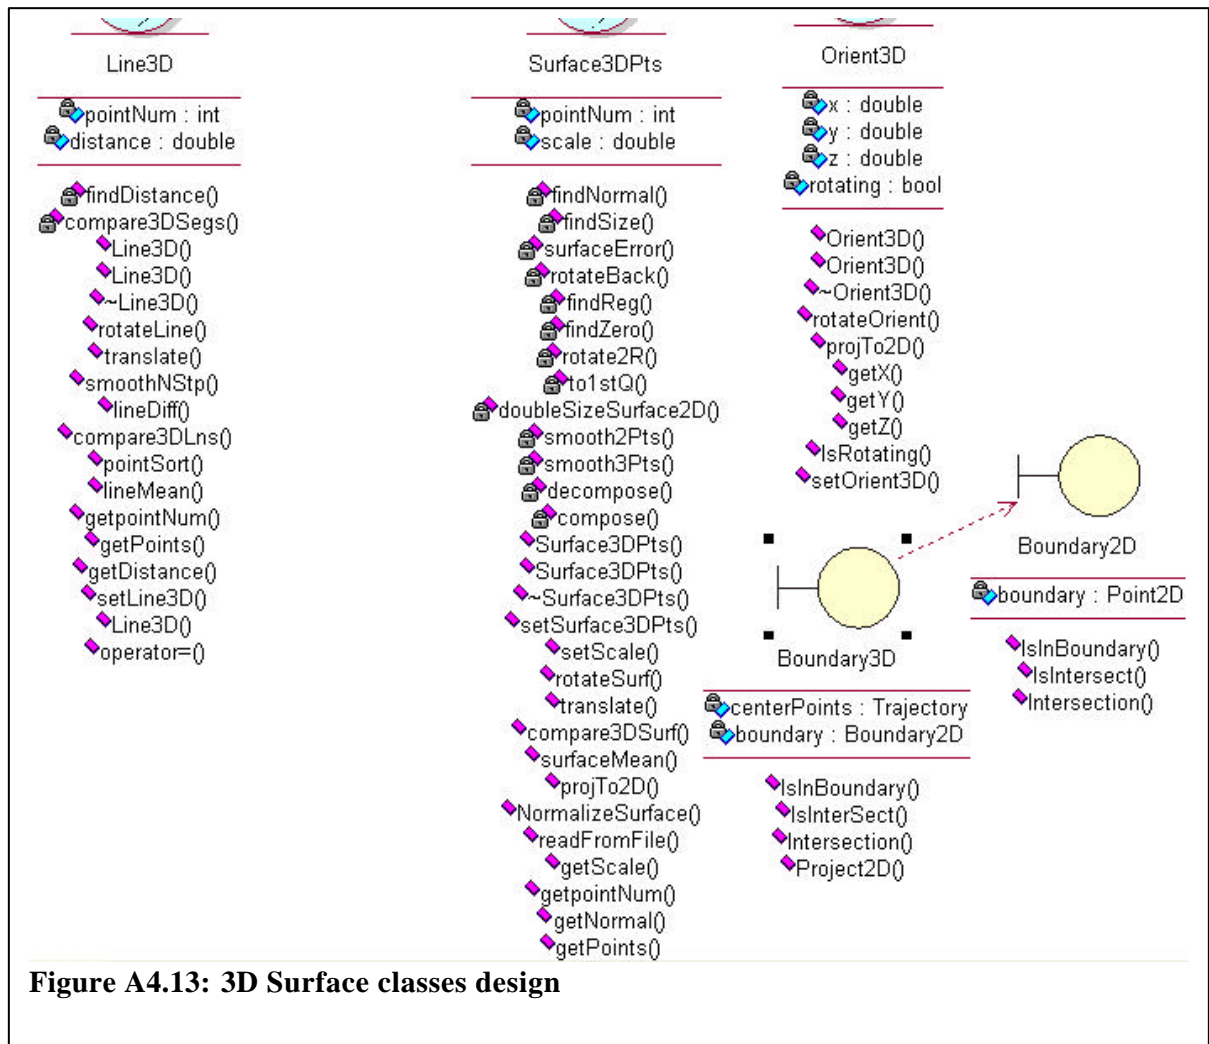 Line3D
pointNum : int
distance : double
findDistance()
compare3DSegs()
Line3D()
Line3D()
~Line3D()
rotateLine()
translate()
smoothNStp()
lineDiff()
compare3DLns()
pointSort()
lineMean()
getpointNum()
getPoints()
getDistance()
setLine3D()
Line3D()
operator=()
Surface3DPts
pointNum : int
scale : double
findNormal()
findSize()
surfaceError()
rotateBack()
findReg()
findZero()
rotate2R()
to1stQ()
doubleSizeSurface2D()
smooth2Pts()
smooth3Pts()
decompose()
compose()
Surface3DPts()
Surface3DPts()
~Surface3DPts()
setSurface3DPts()
setScale()
rotateSurf()
translate()
compare3DSurf()
surfaceMean()
projTo2D()
NormalizeSurface()
readFromFile()
getScale()
getpointNum()
getNormal()
getPoints()
Orient3D
x : double
y : double
z : double
rotating : bool
Orient3D()
Orient3D()
~Orient3D()
rotateOrient()
projTo2D()
getX()
getY()
getZ()
IsRotating()
setOrient3D()
Boundary3D
centerPoints : Trajectory
boundary : Boundary2D
IsInBoundary()
IsInterSect()
Intersection()
Project2D()
Boundary2D
boundary : Point2D
IsInBoundary()
IsIntersect()
Intersection()
Figure A4.13: 3D Surface classes design